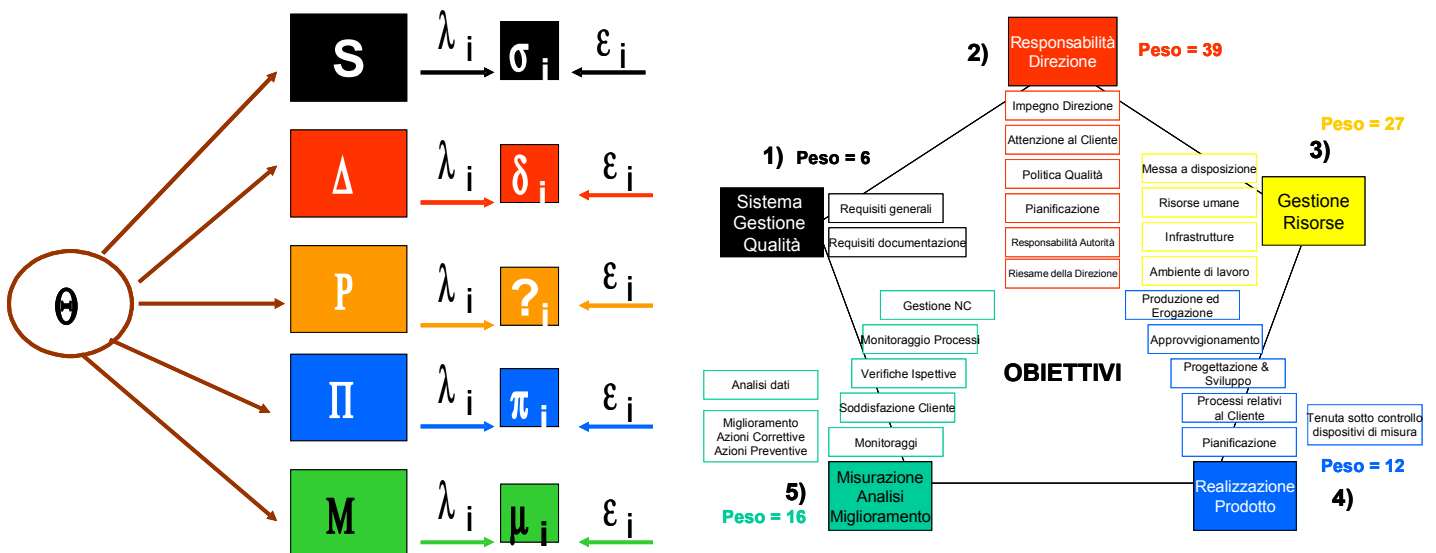 Θ
S
λ i
σ i
ε i
Δ
λ i
δ i
ε i
P
λ i
? i
ε i
Π
λ i
π i
ε i
M
λ i
μ i
ε i
2)
Responsabilità
Direzione
Peso = 39
Impegno Direzione
Attenzione al Cliente
Politica Qualità
Pianificazione
Responsabilità Autorità
Riesame della Direzione
1) Peso = 6
Sistema
Gestione
Qualità
Requisiti generali
Requisiti documentazione
Peso = 27
3)
Gestione
Risorse
Messa a disposizione
Risorse umane
Infrastrutture
Ambiente di lavoro
OBIETTIVI
Gestione NC
Monitoraggio Processi
Verifiche Ispettive
Soddisfazione Cliente
Monitoraggi
Analisi dati
Miglioramento
Azioni Correttive
Azioni Preventive
5)
Peso = 16
Misurazione
Analisi
Miglioramento
Produzione ed
Erogazione
Approvvigionamento
Progettazione &
Sviluppo
Processi relativi
al Cliente
Pianificazione
Tenuta sotto controllo
dispositivi di misura
Peso = 12
4)
Realizzazione
Prodotto